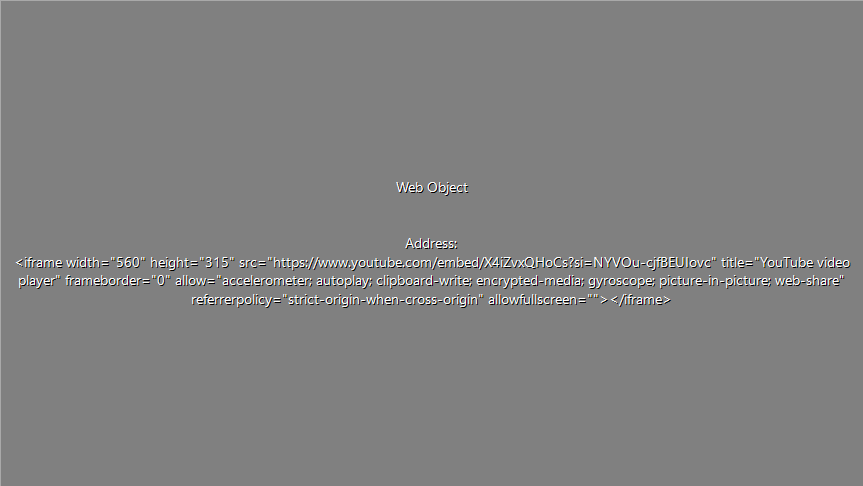 Web Object
Address:
<iframe width="560" height="315" src="https://www.youtube.com/embed/X4iZvxQHoCs?si=NYVOu-cjfBEUIovc" title="YouTube video
player" frameborder="0" allow="accelerometer; autoplay; clipboard-write; encrypted-media; gyroscope; picture-in-picture; web-share"
referrerpolicy="strict-origin-when-cross-origin" allowfullscreen=""></iframe>